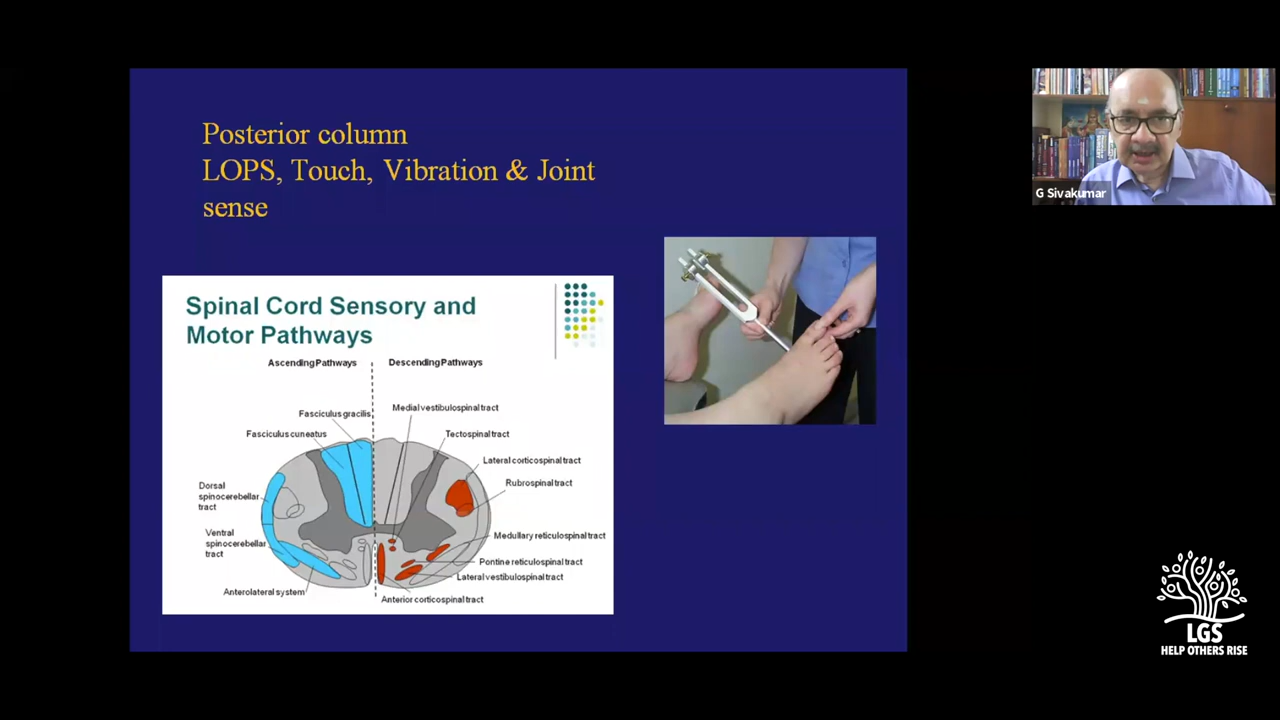 Posterior column
LOPS, Touch, Vibration & Joint
sense
Spinal Cord Sensory and
Motor Pathways
Ascending Pathways
Descending Pathways
Fasciculus gracilis
Medial vestibulospinal tract
Fasciculus cuneatus
Tectospinal tract
Lateral corticospinal tract
Dorsal
spinocerebellar
tract
Rubrospinal tract
Ventral
spinocerebellar
tract
Medullary reticulospinal tract
Pontine reticulospinal tract
Lateral vestibulospinal tract
Anterolateral system
Anterior corticospinal tract
G Sivakumar
LGS
HELP OTHERS RISE